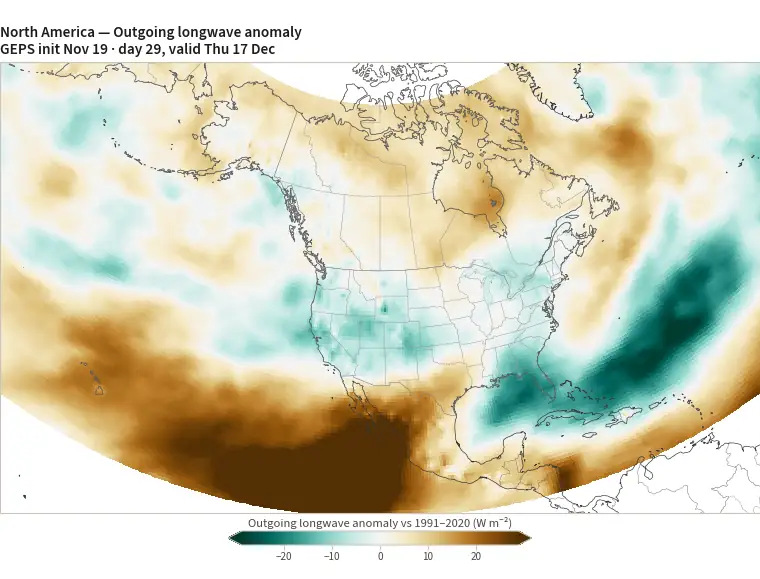 North America — Outgoing longwave anomaly
GEPS init Nov 19 · day 29, valid Thu 17 Dec
Outgoing longwave anomaly vs 1991–2020 (W m⁻²)
−20 −10 0 10 20